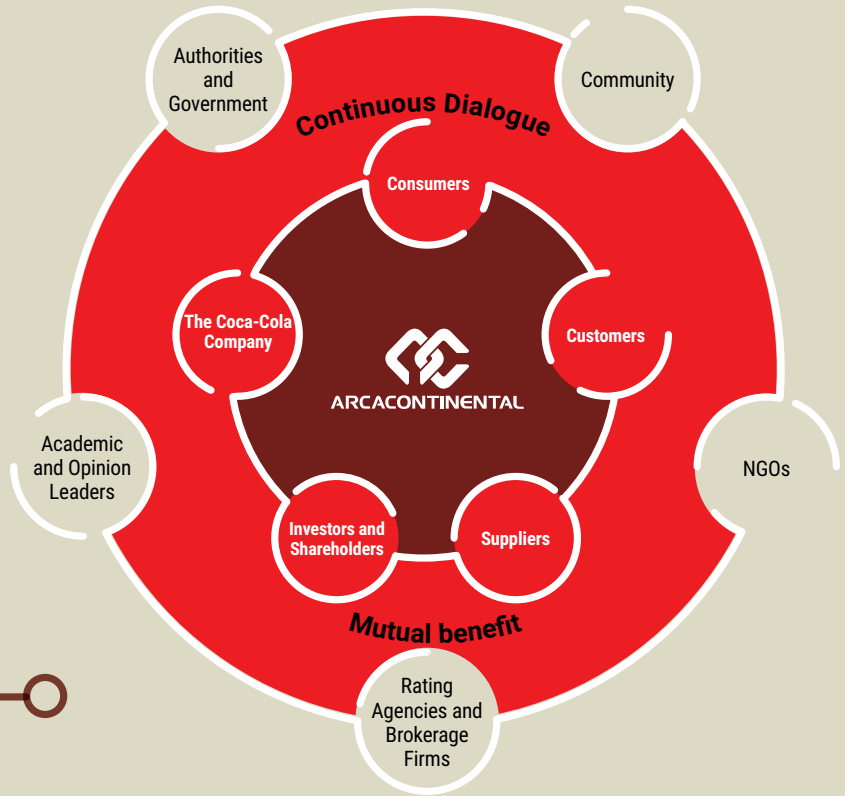 Authorities
and
Government
Community
Continuous Dialogue
Consumers
The Coca-Cola
Company
Customers
ARCACONTINENTAL
Academic
and Opinion
Leaders
NGOs
Investors and
Shareholders
Suppliers
Mutual benefit
Rating
Agencies and
Brokerage
Firms